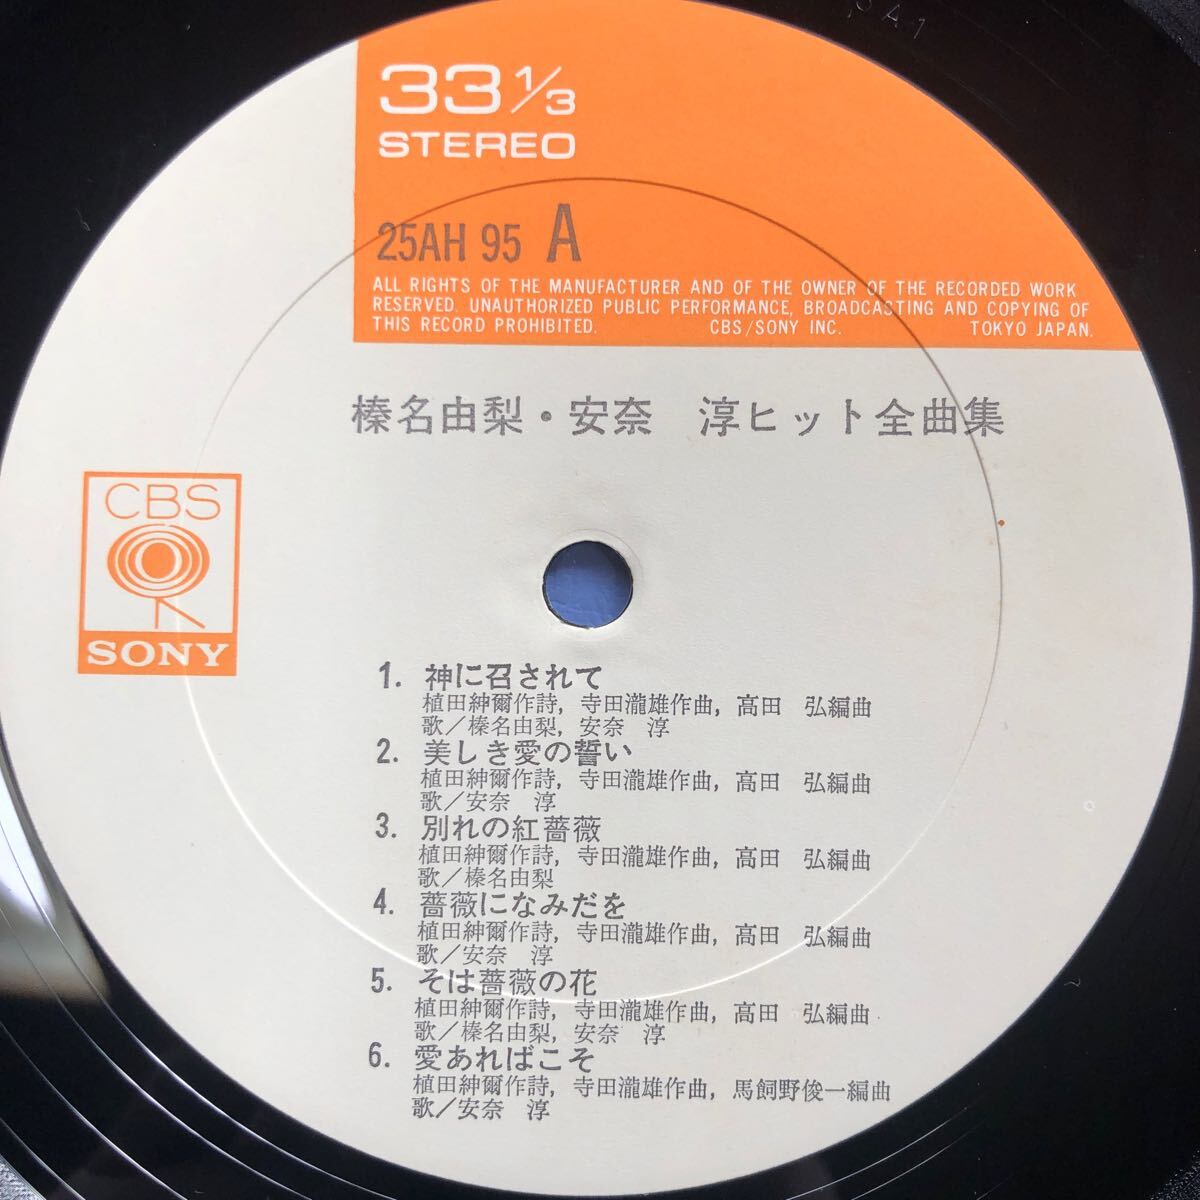 33 1/3
STEREO
25AH 95 A
ALL RIGHTS OF THE MANUFACTURER AND OF THE OWNER OF THE RECORDED WORK
RESERVED. UNAUTHORIZED PUBLIC PERFORMANCE, BROADCASTING AND COPYING OF
THIS RECORD PROHIBITED. CBS/SONY INC. TOKYO JAPAN.
榛名由梨・安奈 淳ヒット全曲集
CBS
SONY
1. 神に召されて
植田紳爾作詩, 寺田瀧雄作曲, 高田 弘編曲
歌／榛名由梨, 安奈 淳
2. 美しき愛の誓い
植田紳爾作詩, 寺田瀧雄作曲, 高田 弘編曲
歌／安奈 淳
3. 別れの紅薔薇
植田紳爾作詩, 寺田瀧雄作曲, 高田 弘編曲
歌／榛名由梨
4. 薔薇になみだを
植田紳爾作詩, 寺田瀧雄作曲, 高田 弘編曲
歌／安奈 淳
5. そは薔薇の花
植田紳爾作詩, 寺田瀧雄作曲, 高田 弘編曲
歌／榛名由梨, 安奈 淳
6. 愛あればこそ
植田紳爾作詩, 寺田瀧雄作曲, 馬飼野俊一編曲
歌／安奈 淳